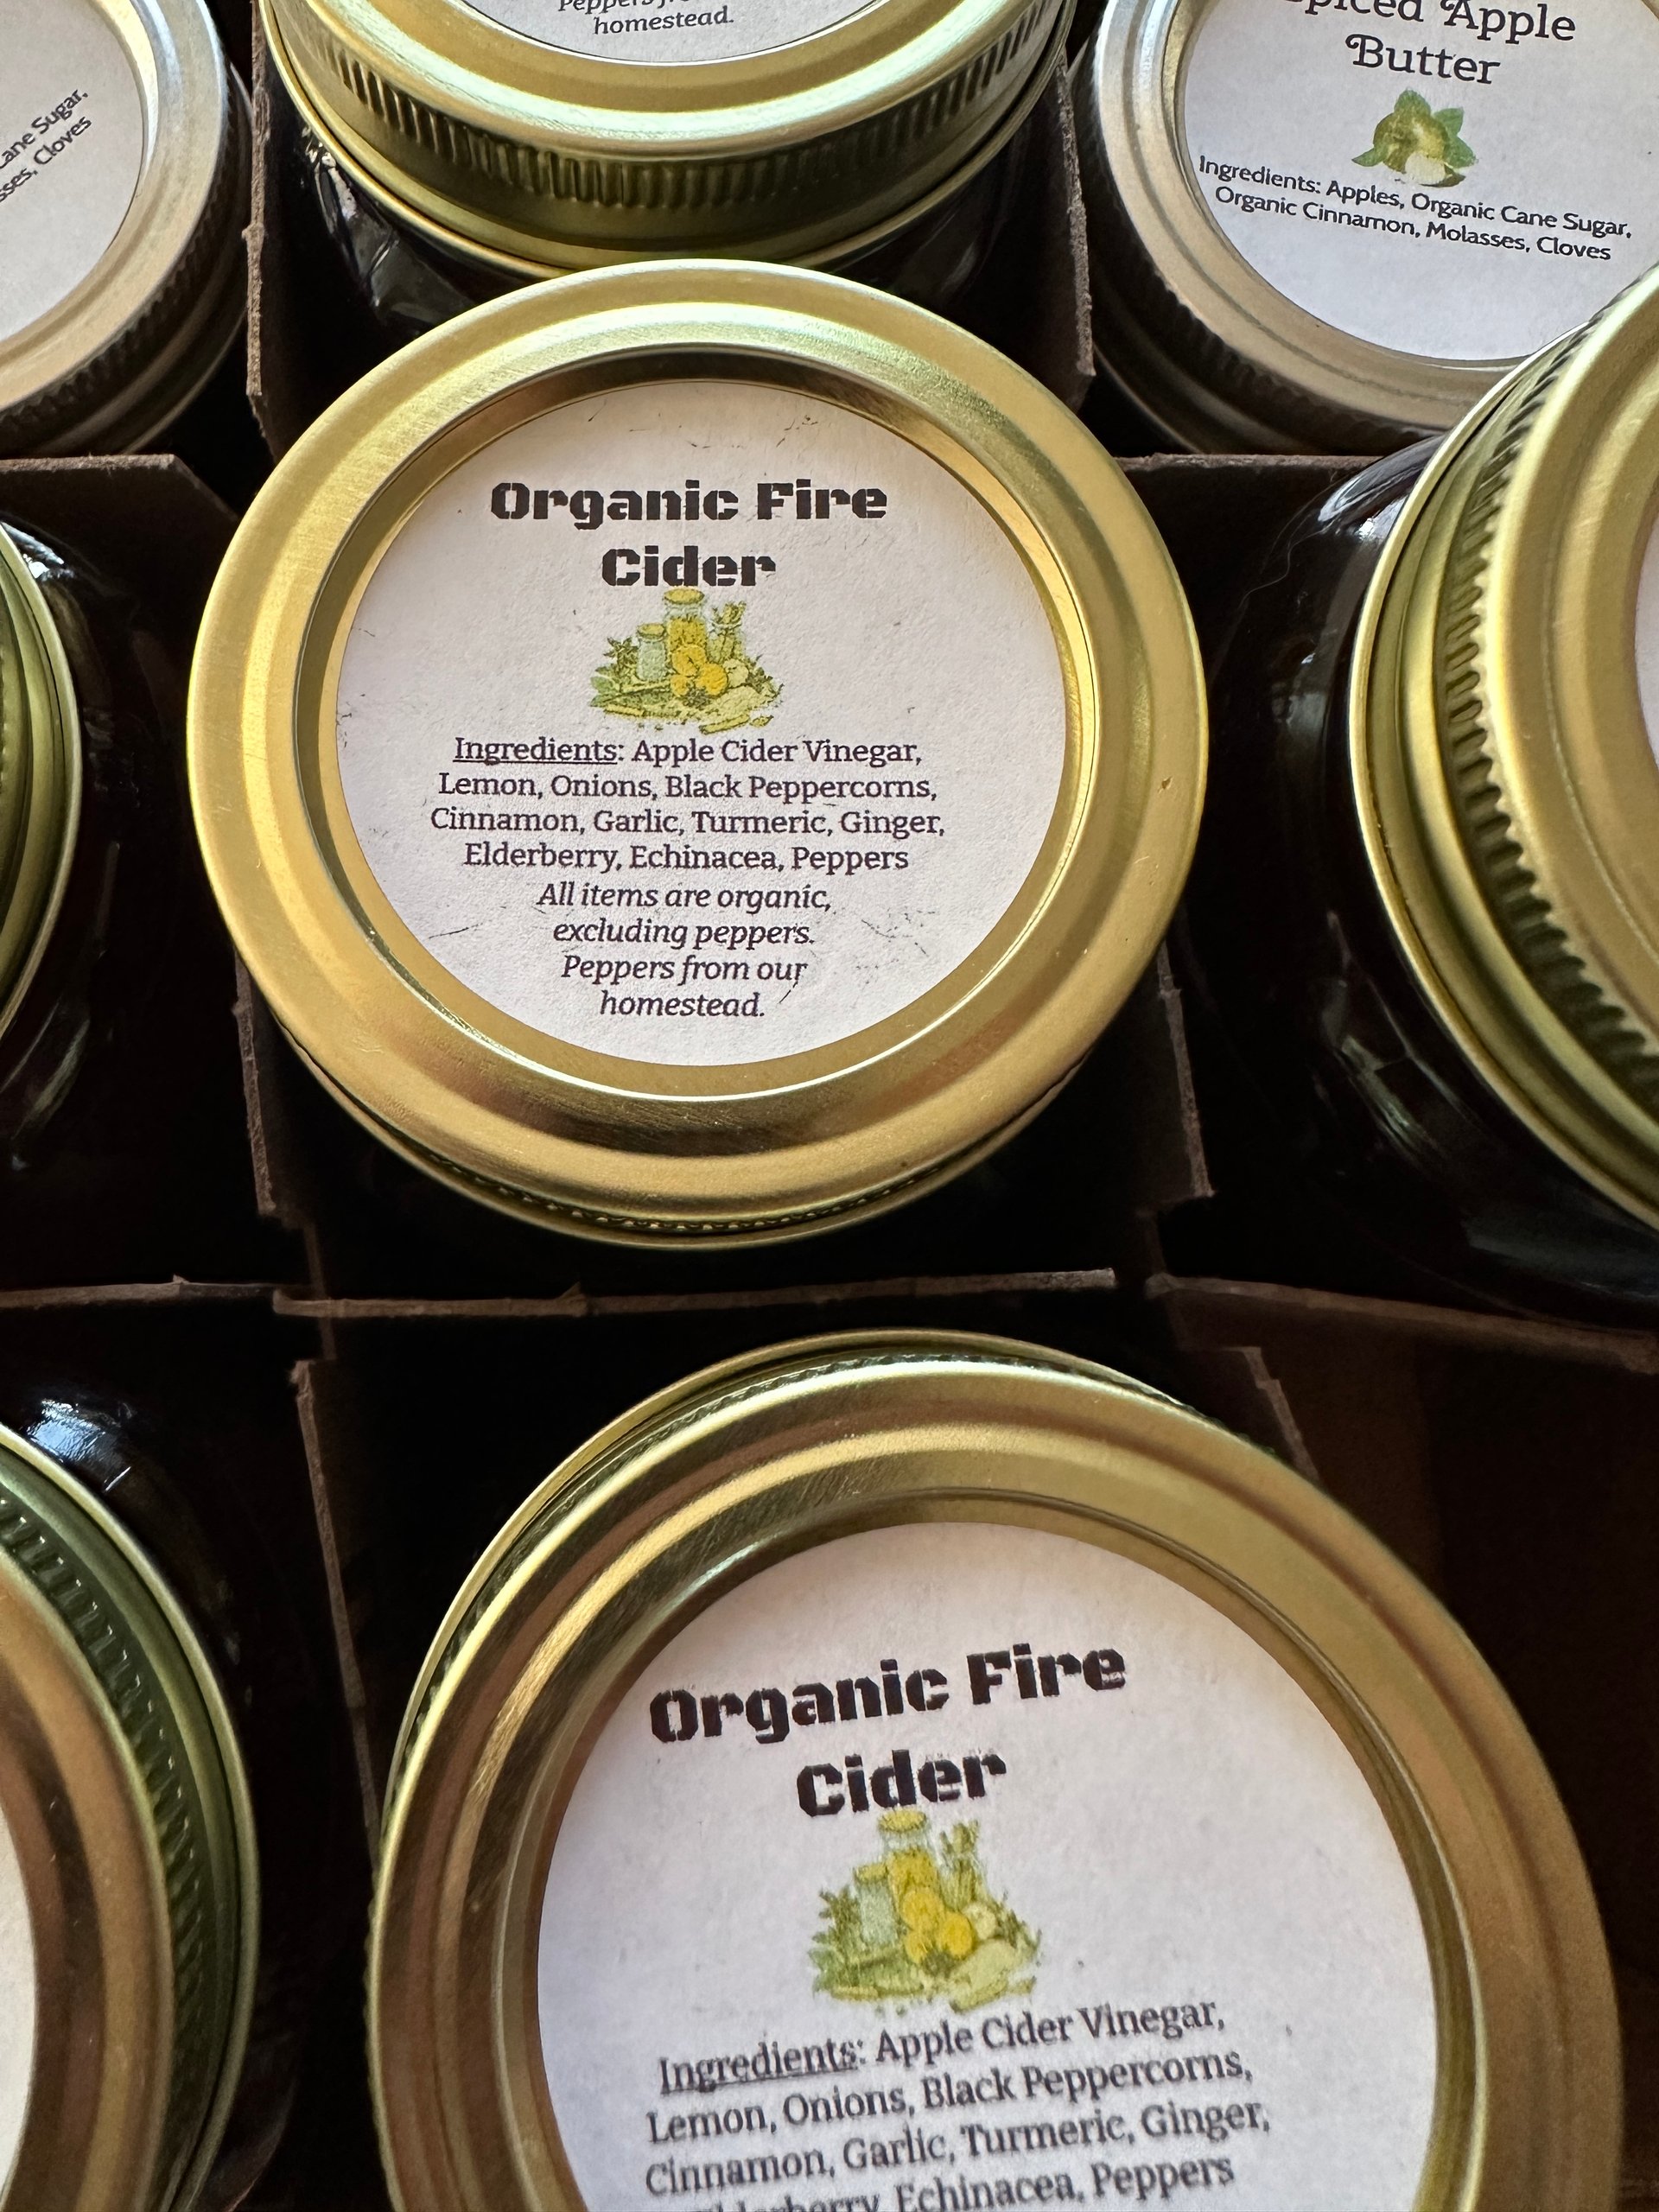 homestead.
Cane Sugar,
Cloves
Spiced Apple
Butter
Ingredients: Apples, Organic Cane Sugar,
Organic Cinnamon, Molasses, Cloves
Organic Fire
Cider
Ingredients: Apple Cider Vinegar,
Lemon, Onions, Black Peppercorns,
Cinnamon, Garlic, Turmeric, Ginger,
Elderberry, Echinacea, Peppers
All items are organic,
excluding peppers.
Peppers from our
homestead.
Organic Fire
Cider
Ingredients: Apple Cider Vinegar,
Lemon, Onions, Black Peppercorns,
Cinnamon, Garlic, Turmeric, Ginger,
Elderberry, Echinacea, Peppers